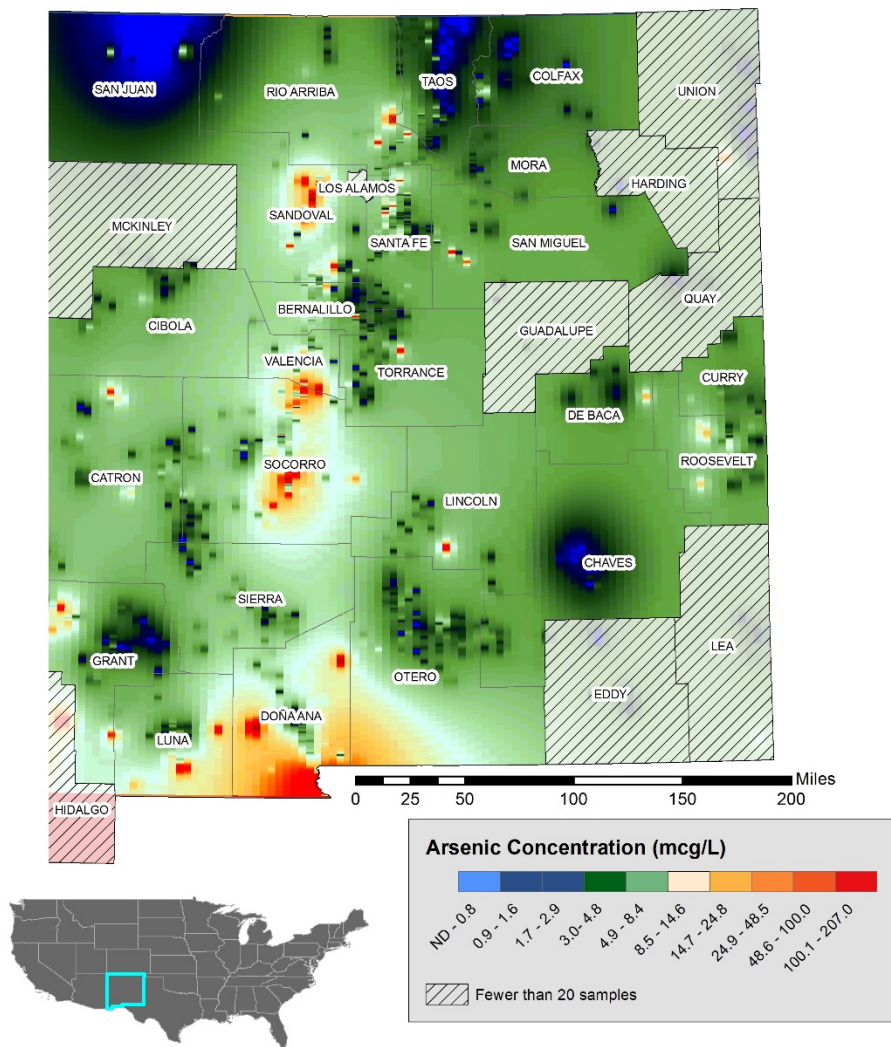 SAN JUAN
RIO ARRIBA
TAOS
COLFAX
UNION
MORA
HARDING
LOS ALAMOS
SANDOVAL
MCKINLEY
SANTA FE
SAN MIGUEL
QUAY
BERNALILLO
CIBOLA
GUADALUPE
VALENCIA
TORRANCE
CURRY
DE BACA
ROOSEVELT
SOCORRO
CATRON
LINCOLN
CHAVES
SIERRA
LEA
GRANT
OTERO
EDDY
DOÑA ANA
LUNA
HIDALGO
Miles
0 25 50 100 150 200
Arsenic Concentration (mcg/L)
ND - 0.8
0.9 - 1.6
1.7 - 2.9
3.0- 4.8
4.9 - 8.4
8.5 - 14.6
14.7 - 24.8
24.9 - 48.5
48.6 - 100.0
100.1 - 207.0
Fewer than 20 samples